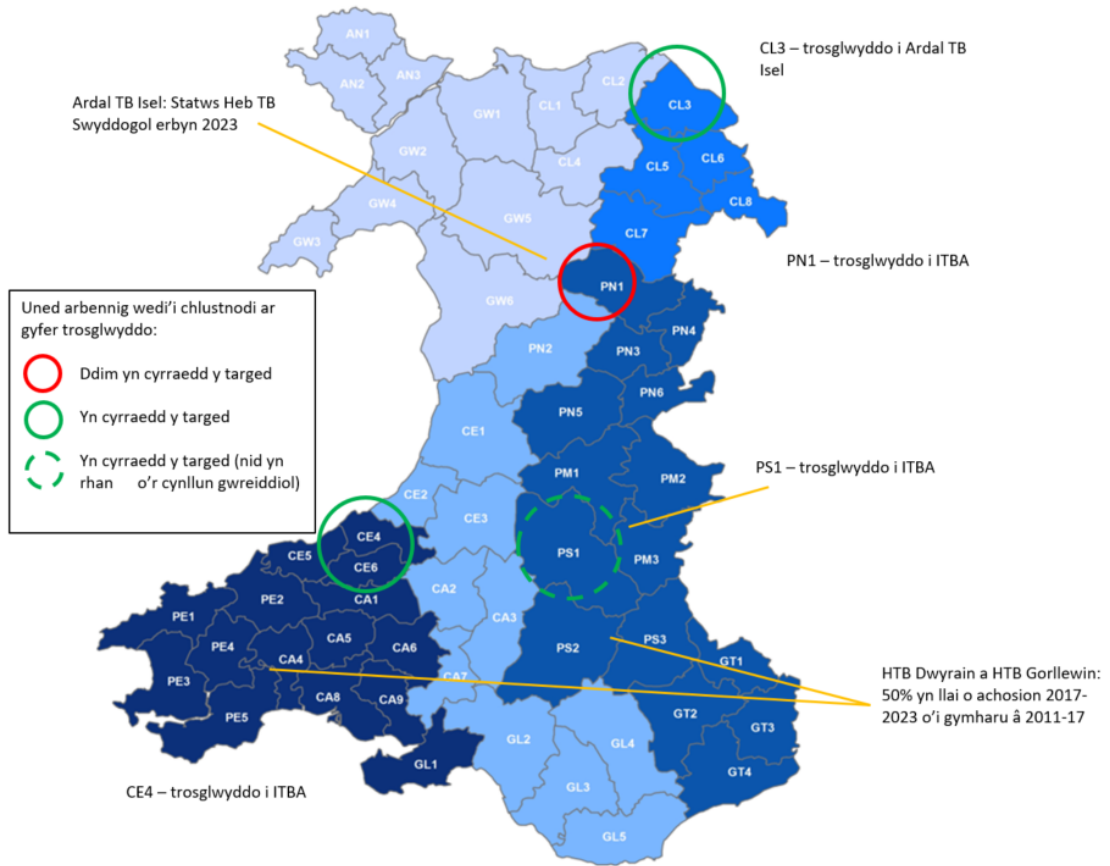 AN1
AN2
AN3
CL3 – trosglwyddo i Ardal TB
Isel
Ardal TB Isel: Statws Heb TB
Swyddogol erbyn 2023
GW1
CL1
CL2
CL3
GW2
CL4
CL5
CL6
GW4
GW5
CL8
GW3
CL7
PN1 – trosglwyddo i ITBA
PN1
GW6
Uned arbennig wedi'i chlustnodi ar
gyfer trosglwyddo:
Ddim yn cyrraedd y targed
Yn cyrraedd y targed
Yn cyrraedd y targed (nid yn
rhan o'r cynllun gwreiddiol)
PN2
PN3
PN4
PN6
PN5
CE1
PM1
PM2
PS1 – trosglwyddo i ITBA
CE2
CE3
CE4
CE5
CE6
PS1
PM3
PE1
PE2
CA1
CA2
CA3
PE4
CA5
CA6
PS2
PS3
PE3
CA4
CA7
GT1
HTB Dwyrain a HTB Gorllewin:
50% yn llai o achosion 2017-
2023 o'i gymharu â 2011-17
PE5
CA8
CA9
GT2
GT3
GL1
GL2
GL4
GT4
CE4 – trosglwyddo i ITBA
GL3
GL5